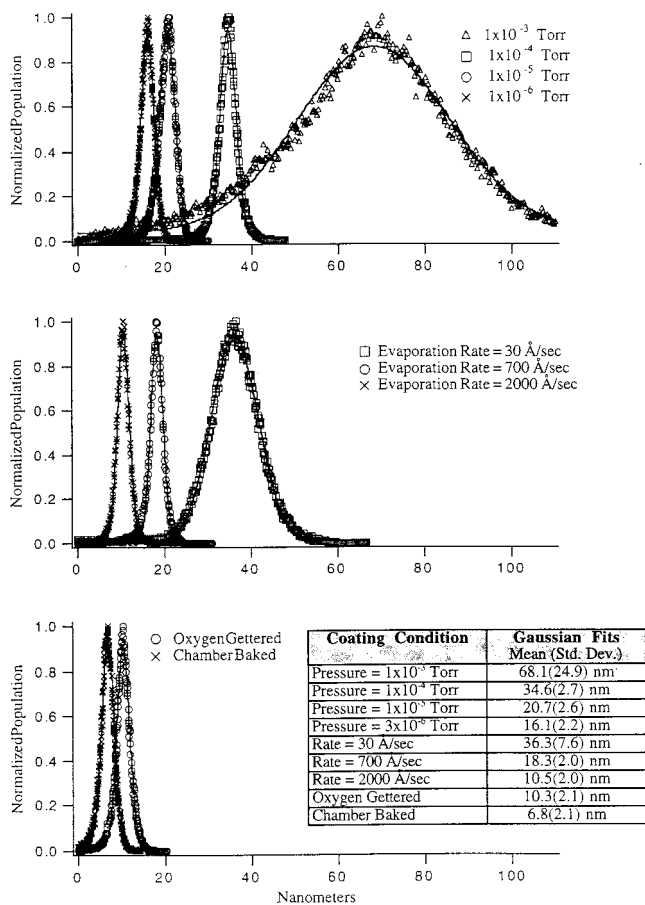 NormalizedPopulation
1.0
0.8
0.6
0.4
0.2
0.0
0 20 40 60 80 100
1x10⁻³ Torr
1x10⁻⁴ Torr
1x10⁻⁵ Torr
1x10⁻⁶ Torr
NormalizedPopulation
1.0
0.8
0.6
0.4
0.2
0.0
0 20 40 60 80 100
Evaporation Rate = 30 Å/sec
Evaporation Rate = 700 Å/sec
Evaporation Rate = 2000 Å/sec
NormalizedPopulation
1.0
0.8
0.6
0.4
0.2
0.0
0 20 40 60 80 100
Nanometers
Oxygen Gettered
Chamber Baked
Coating Condition Gaussian Fits
Mean (Std. Dev.)
Pressure = 1x10⁻³ Torr 68.1(24.9) nm
Pressure = 1x10⁻⁴ Torr 34.6(2.7) nm
Pressure = 1x10⁻⁵ Torr 20.7(2.6) nm
Pressure = 3x10⁻⁶ Torr 16.1(2.2) nm
Rate = 30 Å/sec 36.3(7.6) nm
Rate = 700 Å/sec 18.3(2.0) nm
Rate = 2000 Å/sec 10.5(2.0) nm
Oxygen Gettered 10.3(2.1) nm
Chamber Baked 6.8(2.1) nm